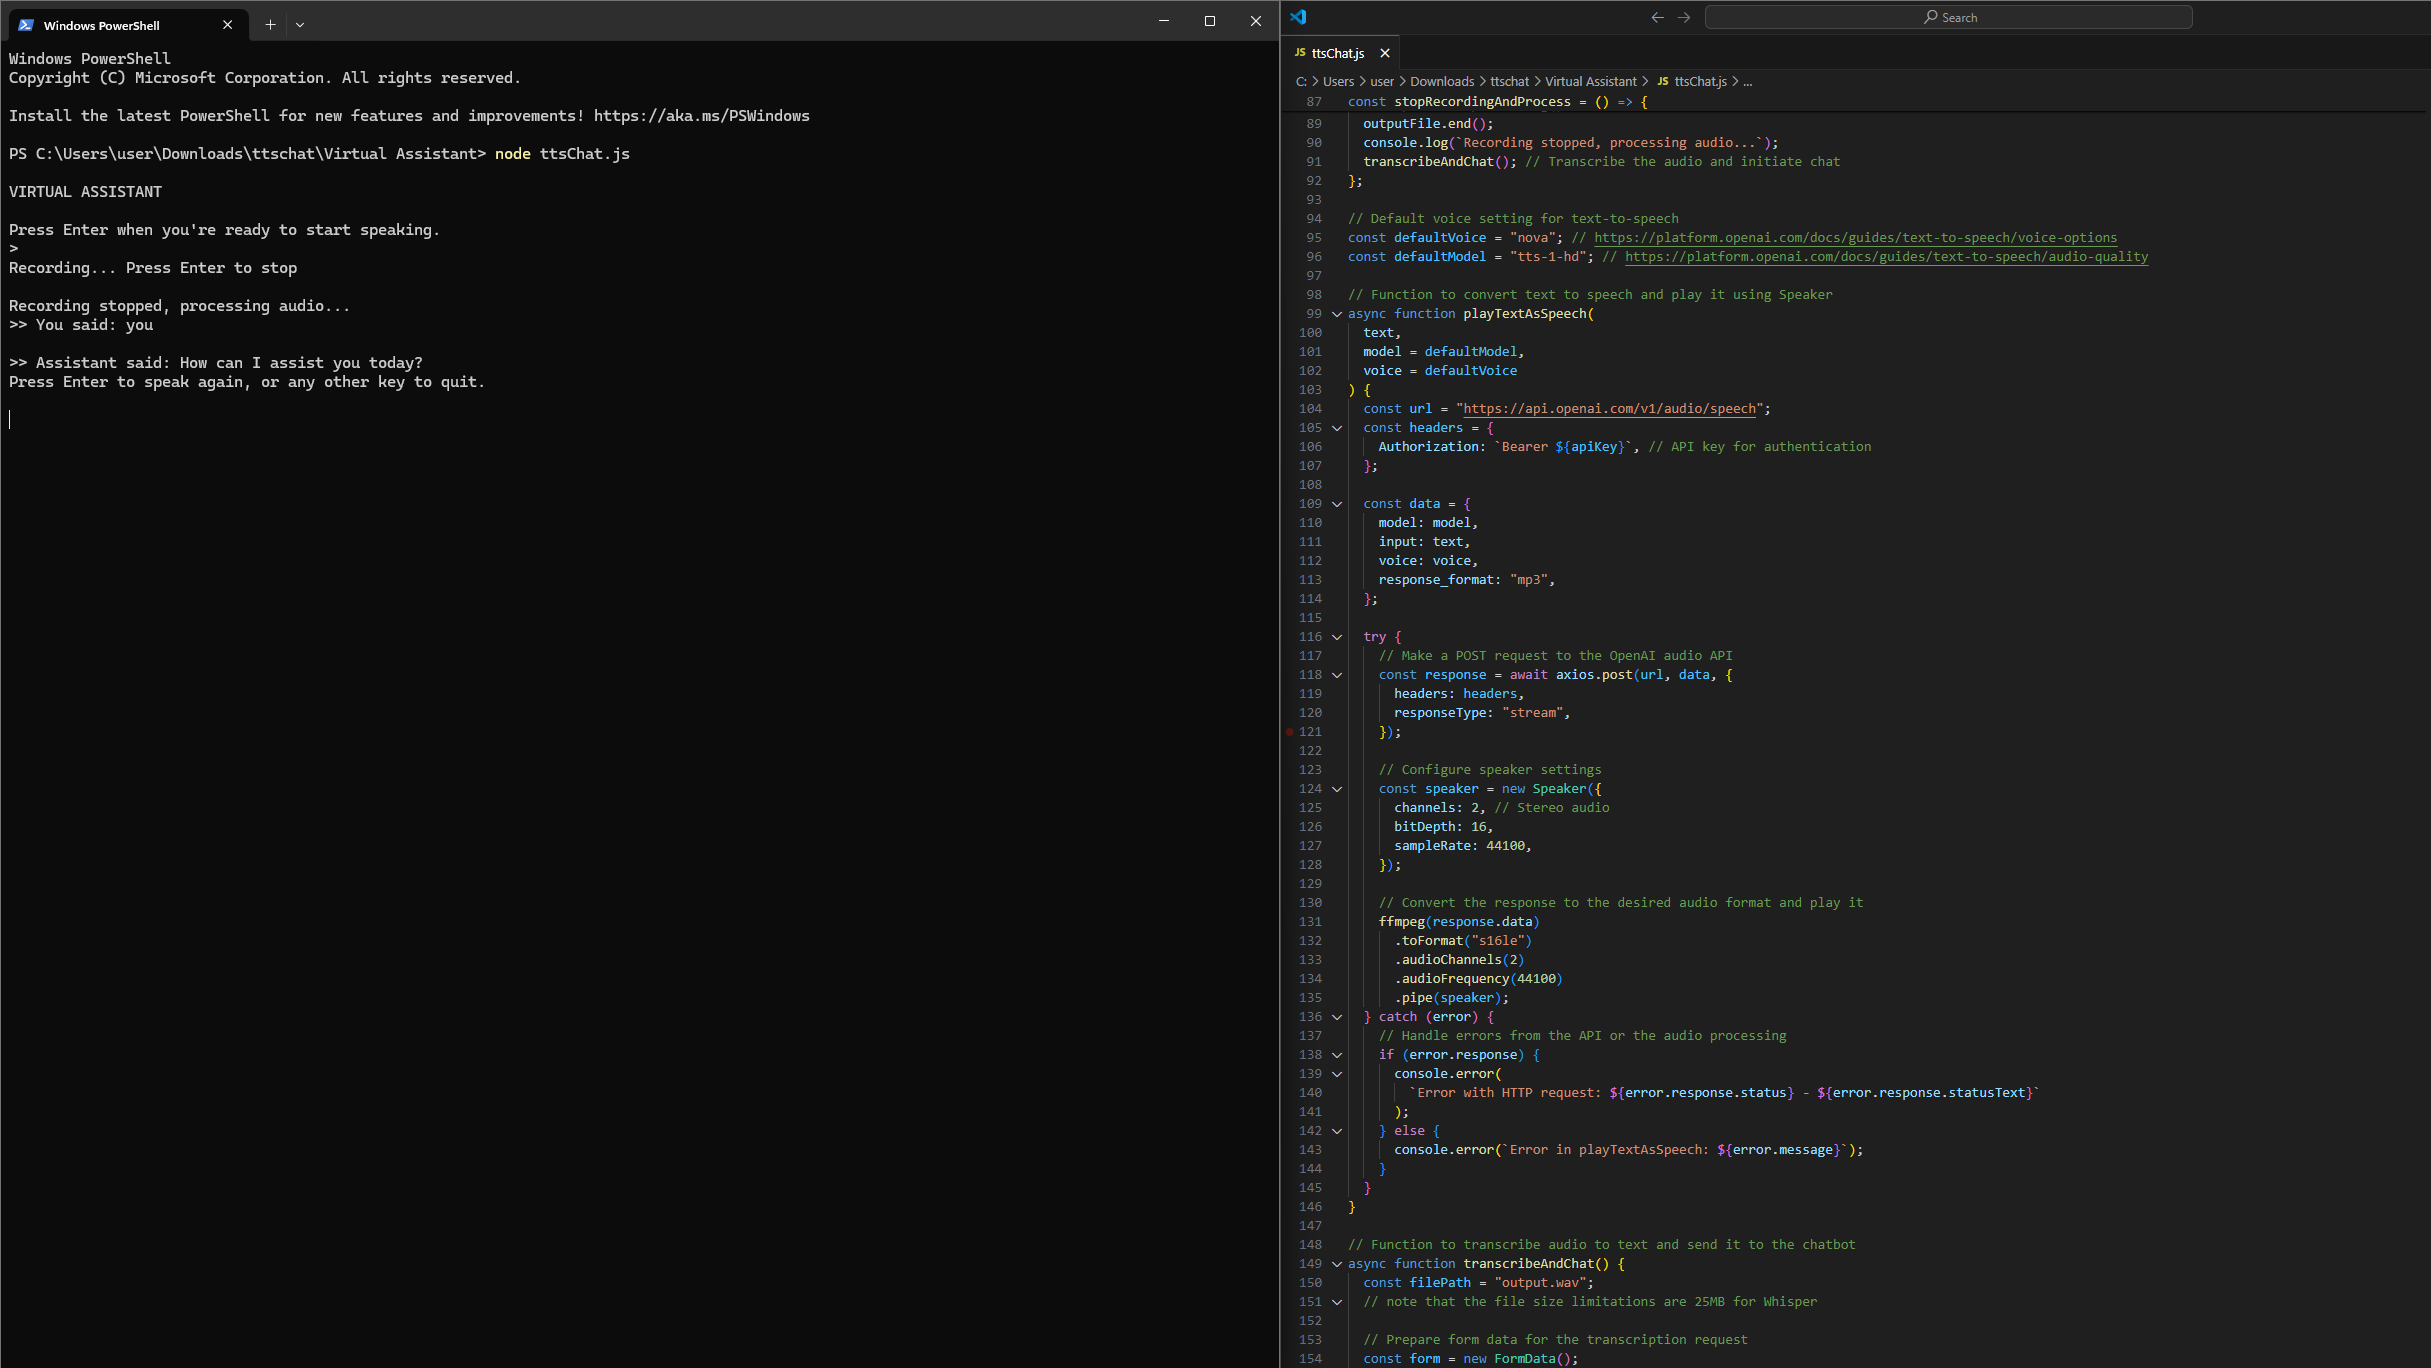 Windows PowerShell
Windows PowerShell
Copyright (C) Microsoft Corporation. All rights reserved.
Install the latest PowerShell for new features and improvements! https://aka.ms/PSWindows
PS C:\Users\user\Downloads\ttschat\Virtual Assistant> node ttsChat.js
VIRTUAL ASSISTANT
Press Enter when you're ready to start speaking.
>
Recording... Press Enter to stop
Recording stopped, processing audio...
>> You said: you
>> Assistant said: How can I assist you today?
Press Enter to speak again, or any other key to quit.
Search
JS ttsChat.js
C: > Users > user > Downloads > ttschat > Virtual Assistant > JS ttsChat.js > ...
87 const stopRecordingAndProcess = () => {
89 outputFile.end();
90 console.log(`Recording stopped, processing audio...`);
91 transcribeAndChat(); // Transcribe the audio and initiate chat
92 };
93
94 // Default voice setting for text-to-speech
95 const defaultVoice = "nova"; // https://platform.openai.com/docs/guides/text-to-speech/voice-options
96 const defaultModel = "tts-1-hd"; // https://platform.openai.com/docs/guides/text-to-speech/audio-quality
97
98 // Function to convert text to speech and play it using Speaker
99 async function playTextAsSpeech(
100 text,
101 model = defaultModel,
102 voice = defaultVoice
103 ) {
104 const url = "https://api.openai.com/v1/audio/speech";
105 const headers = {
106 Authorization: `Bearer ${apiKey}`, // API key for authentication
107 };
108
109 const data = {
110 model: model,
111 input: text,
112 voice: voice,
113 response_format: "mp3",
114 };
115
116 try {
117 // Make a POST request to the OpenAI audio API
118 const response = await axios.post(url, data, {
119 headers: headers,
120 responseType: "stream",
121 });
122
123 // Configure speaker settings
124 const speaker = new Speaker({
125 channels: 2, // Stereo audio
126 bitDepth: 16,
127 sampleRate: 44100,
128 });
129
130 // Convert the response to the desired audio format and play it
131 ffmpeg(response.data)
132 .toFormat("s16le")
133 .audioChannels(2)
134 .audioFrequency(44100)
135 .pipe(speaker);
136 } catch (error) {
137 // Handle errors from the API or the audio processing
138 if (error.response) {
139 console.error(
140 `Error with HTTP request: ${error.response.status} - ${error.response.statusText}`
141 );
142 } else {
143 console.error(`Error in playTextAsSpeech: ${error.message}`);
144 }
145 }
146 }
147
148 // Function to transcribe audio to text and send it to the chatbot
149 async function transcribeAndChat() {
150 const filePath = "output.wav";
151 // note that the file size limitations are 25MB for Whisper
152
153 // Prepare form data for the transcription request
154 const form = new FormData();